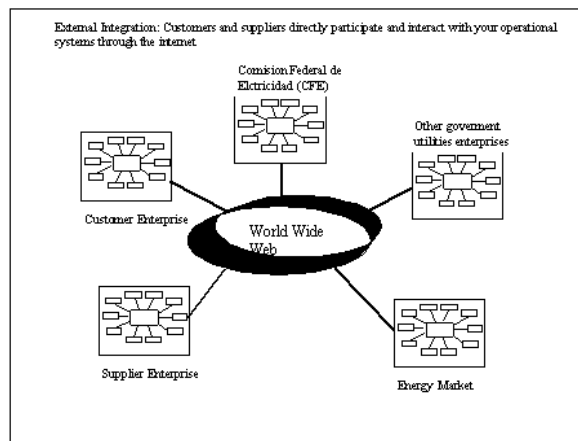 External Integration: Customers and suppliers directly participate and interact with your operational
systems through the internet
Comision Federal de
Elctricidad (CFE)
Other goverment
utilities enterprises
Customer Enterprise
World Wide
Web
Supplier Enterprise
Energy Market